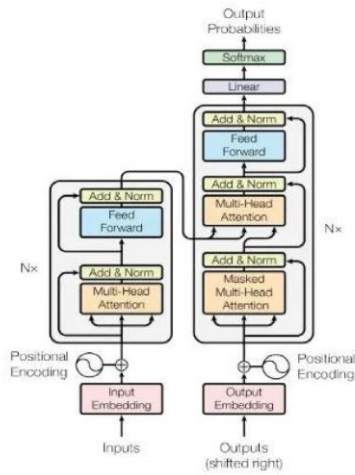 Output
Probabilities
Softmax
Linear
Add & Norm
Feed
Forward
Add & Norm
Multi-Head
Attention
Add & Norm
Masked
Multi-Head
Attention
Nx
Add & Norm
Feed
Forward
Add & Norm
Multi-Head
Attention
Nx
Positional
Encoding
Positional
Encoding
Input
Embedding
Output
Embedding
Inputs
Outputs
(shifted right)